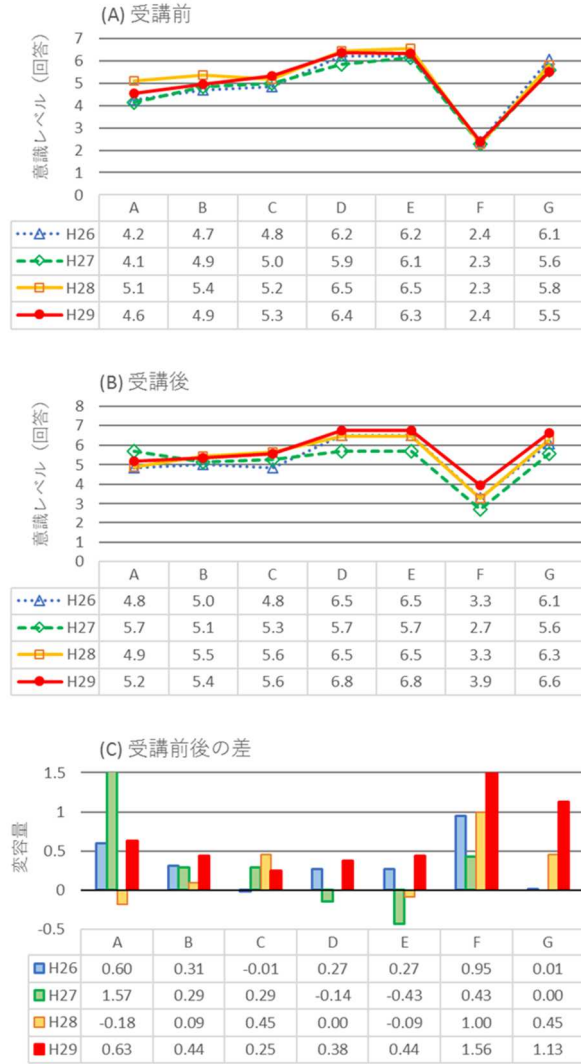 (A) 受講前
意識レベル（回答）
7
6
5
4
3
2
1
0
A B C D E F G
H26 4.2 4.7 4.8 6.2 6.2 2.4 6.1
H27 4.1 4.9 5.0 5.9 6.1 2.3 5.6
H28 5.1 5.4 5.2 6.5 6.5 2.3 5.8
H29 4.6 4.9 5.3 6.4 6.3 2.4 5.5
(B) 受講後
意識レベル（回答）
8
7
6
5
4
3
2
1
0
A B C D E F G
H26 4.8 5.0 4.8 6.5 6.5 3.3 6.1
H27 5.7 5.1 5.3 5.7 5.7 2.7 5.6
H28 4.9 5.5 5.6 6.5 6.5 3.3 6.3
H29 5.2 5.4 5.6 6.8 6.8 3.9 6.6
(C) 受講前後の差
変容量
1.5
1
0.5
0
-0.5
A B C D E F G
H26 0.60 0.31 -0.01 0.27 0.27 0.95 0.01
H27 1.57 0.29 0.29 -0.14 -0.43 0.43 0.00
H28 -0.18 0.09 0.45 0.00 -0.09 1.00 0.45
H29 0.63 0.44 0.25 0.38 0.44 1.56 1.13